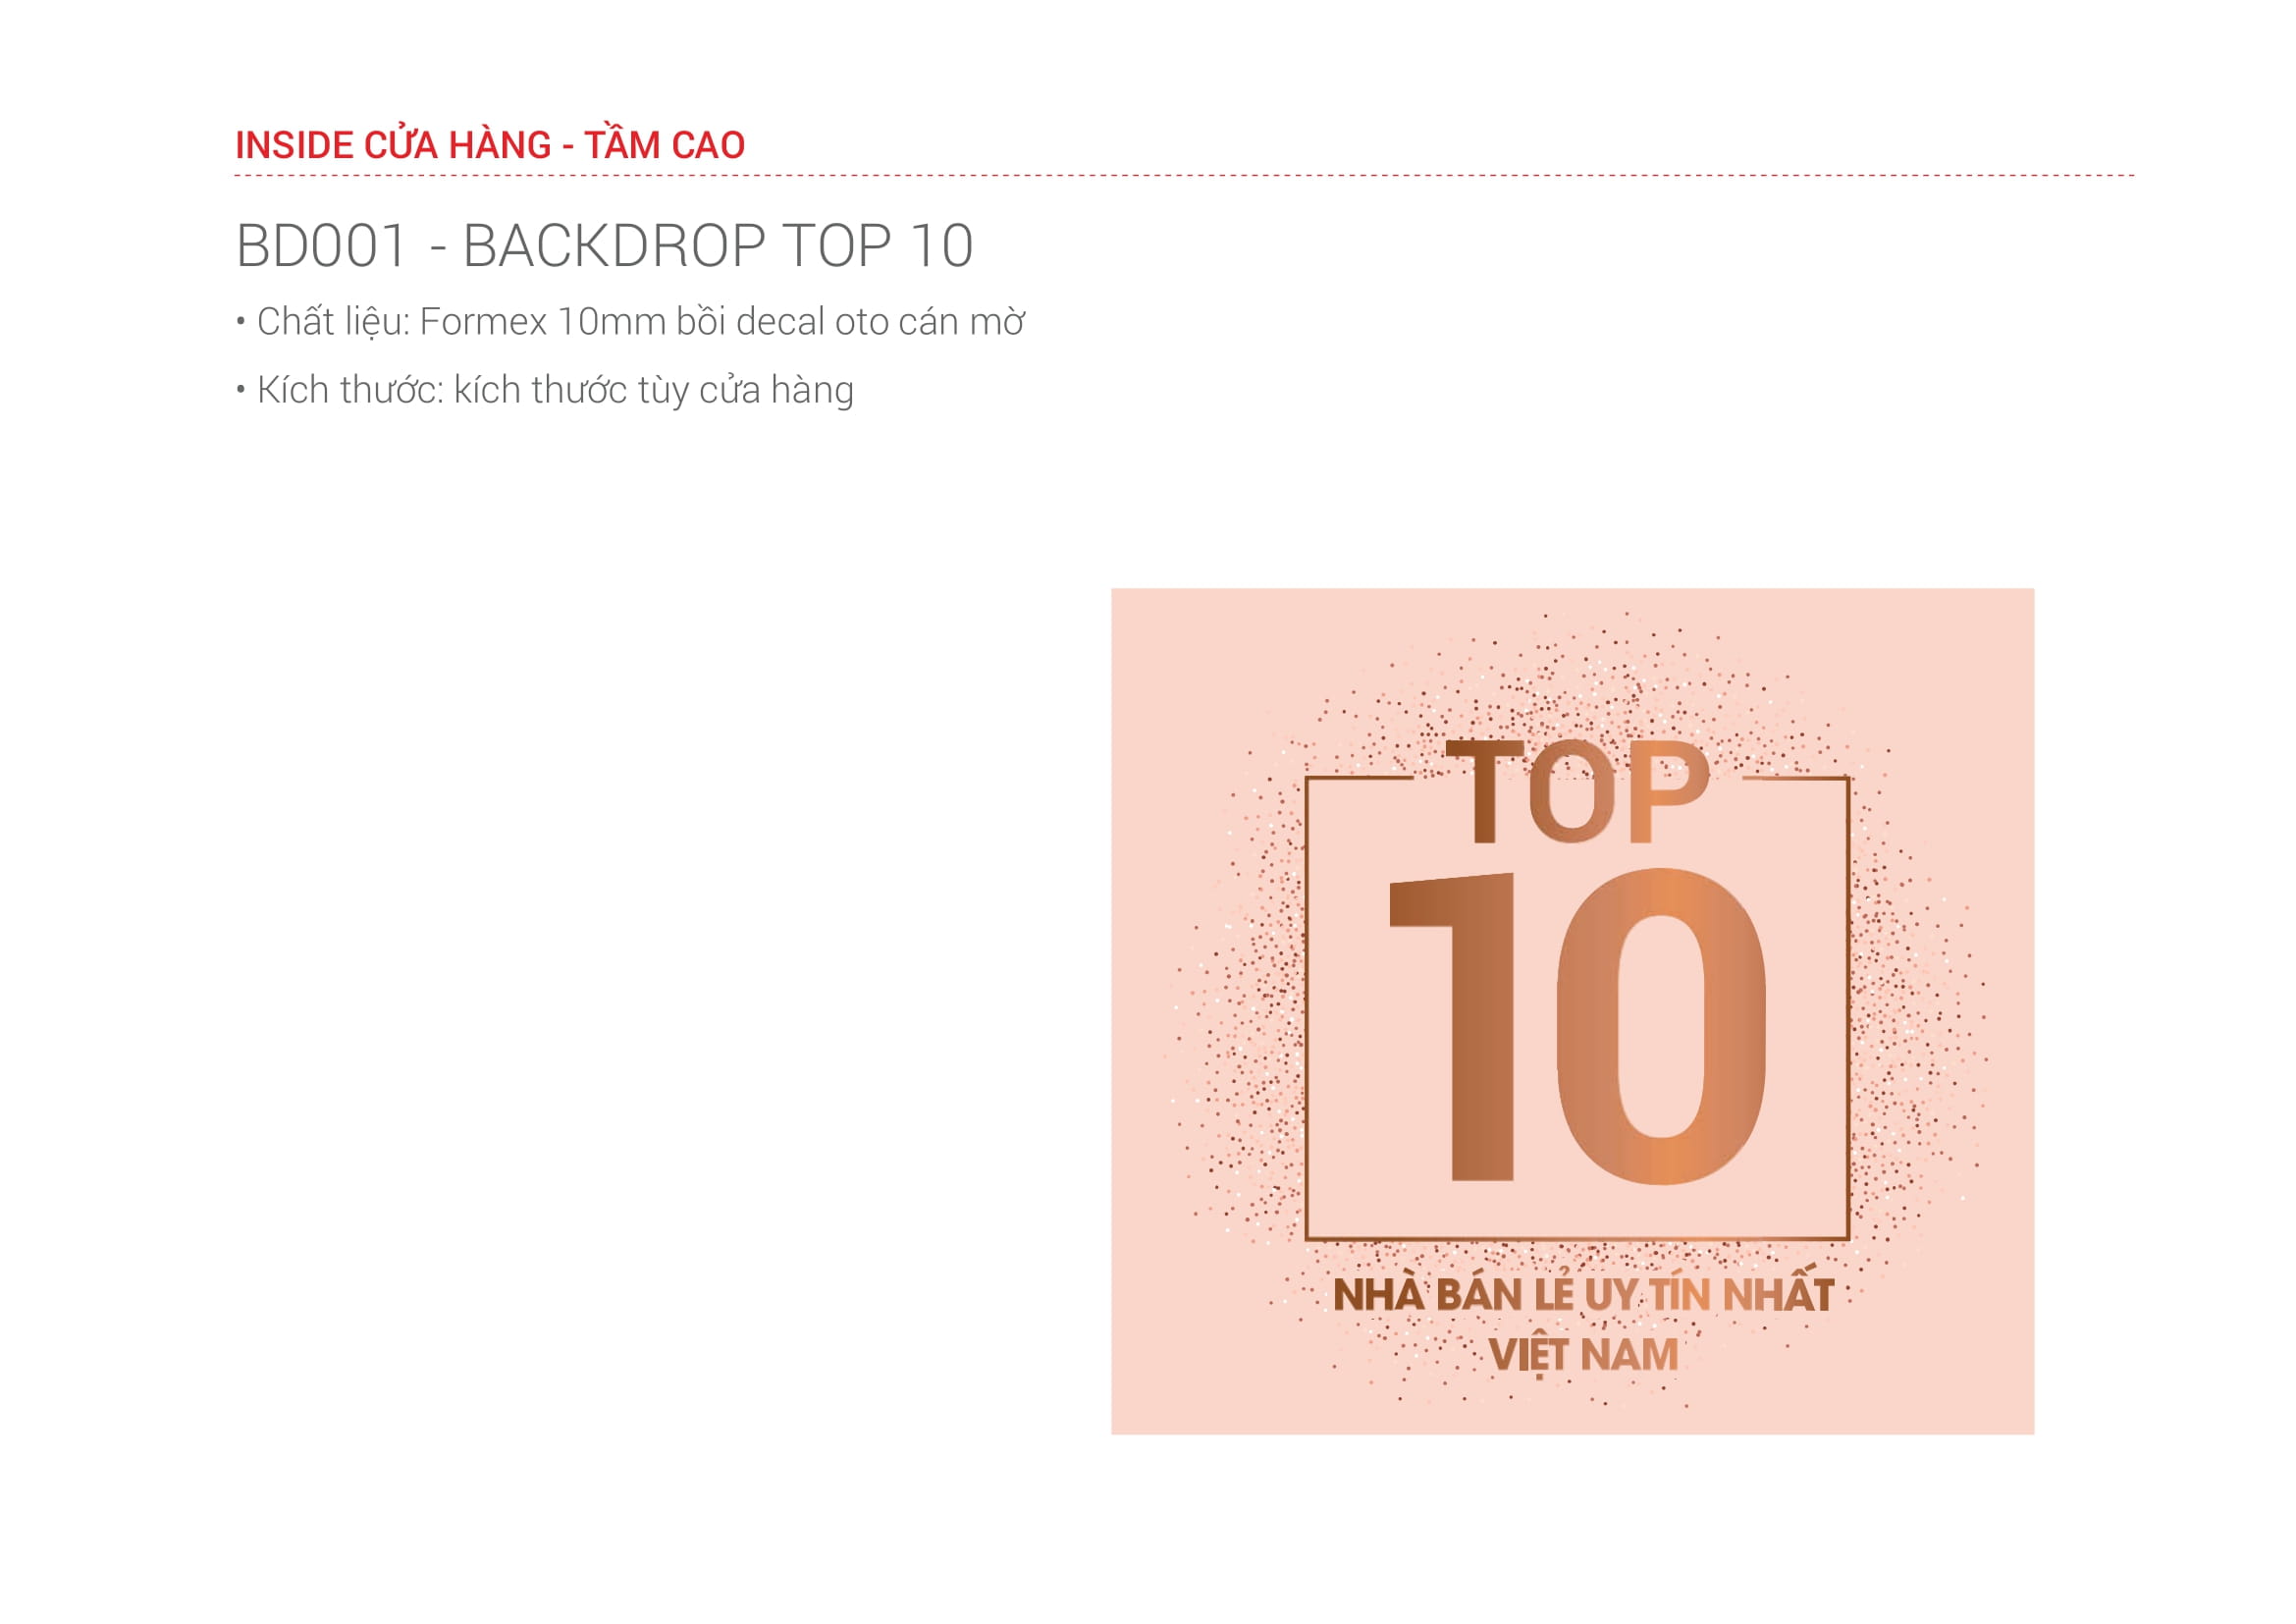 INSIDE CỬA HÀNG - TẦM CAO
BD001 - BACKDROP TOP 10
• Chất liệu: Formex 10mm bồi decal oto cán mờ
• Kích thước: kích thước tùy cửa hàng
TOP
10
NHÀ BÁN LẺ UY TÍN NHẤT
VIỆT NAM